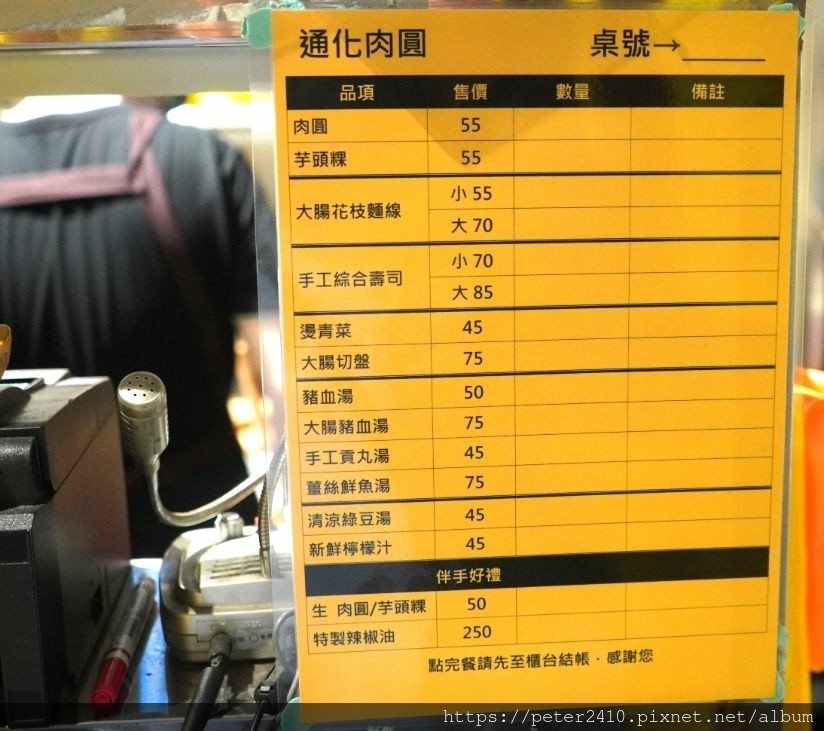 通化肉圓 桌號→
品項 售價 數量 備註
肉圓 55
芋頭粿 55
大腸花枝麵線 小 55
大 70
手工綜合壽司 小 70
大 85
燙青菜 45
大腸切盤 75
豬血湯 50
大腸豬血湯 75
手工貢丸湯 45
薑絲鮮魚湯 75
清涼綠豆湯 45
新鮮檸檬汁 45
伴手好禮
生 肉圓/芋頭粿 50
特製辣椒油 250
點完餐請先至櫃台結帳．感謝您
https://peter2410.pixnet.net/album